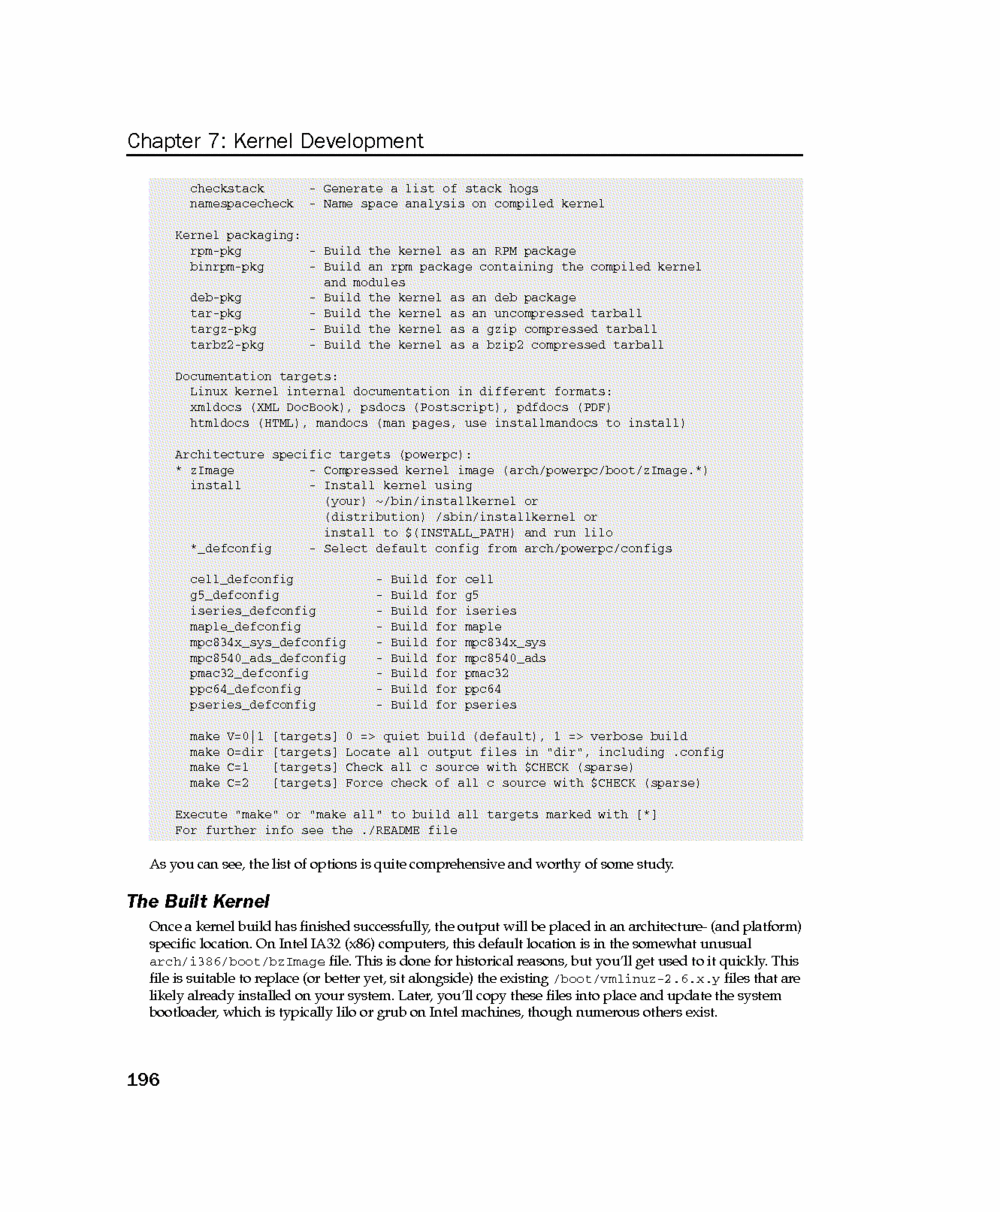 Chapter 7: Kernel Development
checkstack - Generate a list of stack hogs
namespacecheck - Name space analysis on compiled kernel
Kernel packaging:
rpm-pkg - Build the kernel as an RPM package
binrpm-pkg - Build an rpm package containing the compiled kernel
and modules
deb-pkg - Build the kernel as an deb package
tar-pkg - Build the kernel as an uncompressed tarball
targz-pkg - Build the kernel as a gzip compressed tarball
tarbz2-pkg - Build the kernel as a bzip2 compressed tarball
Documentation targets:
Linux kernel internal documentation in different formats:
xmldocs (XML DocBook), psdocs (Postscript), pdfdocs (PDF)
htmldocs (HTML), mandocs (man pages, use installmandocs to install)
Architecture specific targets (powerpc):
* zImage - Compressed kernel image (arch/powerpc/boot/zImage.*)
install - Install kernel using
(your) ~/bin/installkernel or
(distribution) /sbin/installkernel or
install to $(INSTALL_PATH) and run lilo
*_defconfig - Select default config from arch/powerpc/configs
cell_defconfig - Build for cell
g5_defconfig - Build for g5
iseries_defconfig - Build for iseries
maple_defconfig - Build for maple
mpc834x_sys_defconfig - Build for mpc834x_sys
mpc8540_ads_defconfig - Build for mpc8540_ads
pmac32_defconfig - Build for pmac32
ppc64_defconfig - Build for ppc64
pseries_defconfig - Build for pseries
make V=0|1 [targets] 0 => quiet build (default), 1 => verbose build
make O=dir [targets] Locate all output files in "dir", including .config
make C=1 [targets] Check all c source with $CHECK (sparse)
make C=2 [targets] Force check of all c source with $CHECK (sparse)
Execute "make" or "make all" to build all targets marked with [*]
For further info see the ./README file
As you can see, the list of options is quite comprehensive and worthy of some study.
The Built Kernel
Once a kernel build has finished successfully, the output will be placed in an architecture- (and platform)
specific location. On Intel IA32 (x86) computers, this default location is in the somewhat unusual
arch/i386/boot/bzImage file. This is done for historical reasons, but you'll get used to it quickly. This
file is suitable to replace (or better yet, sit alongside) the existing /boot/vmlinuz-2.6.x.y files that are
likely already installed on your system. Later, you'll copy these files into place and update the system
bootloader, which is typically lilo or grub on Intel machines, though numerous others exist.
196